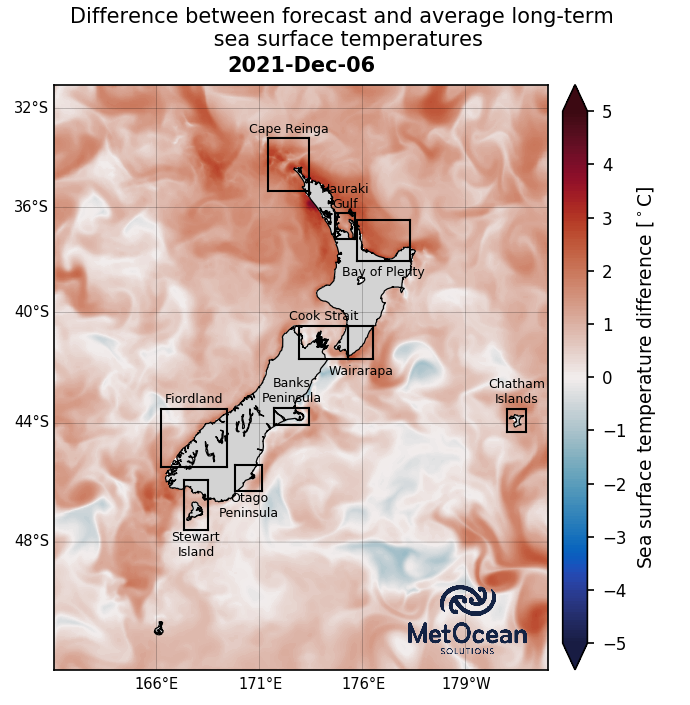 Difference between forecast and average long-term
sea surface temperatures
2021-Dec-06
32°S
36°S
40°S
44°S
48°S
166°E
171°E
176°E
179°W
Cape Reinga
Hauraki
Gulf
Bay of Plenty
Cook Strait
Wairarapa
Banks
Peninsula
Fiordland
Chatham
Islands
Otago
Peninsula
Stewart
Island
MetOcean
SOLUTIONS
5
4
3
2
1
0
−1
−2
−3
−4
−5
Sea surface temperature difference [°C]